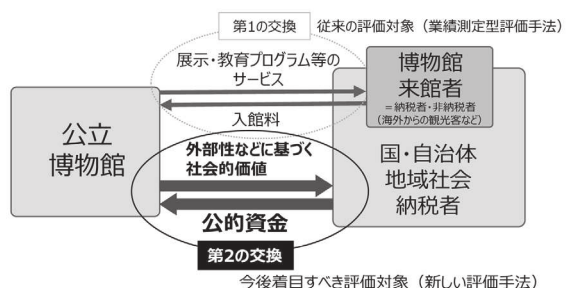 第1の交換
従来の評価対象（業績測定型評価手法）
展示・教育プログラム等の
サービス
入館料
博物館
来館者
＝納税者・非納税者
（海外からの観光客など）
公立
博物館
外部性などに基づく
社会的価値
公的資金
国・自治体
地域社会
納税者
第2の交換
今後着目すべき評価対象（新しい評価手法）